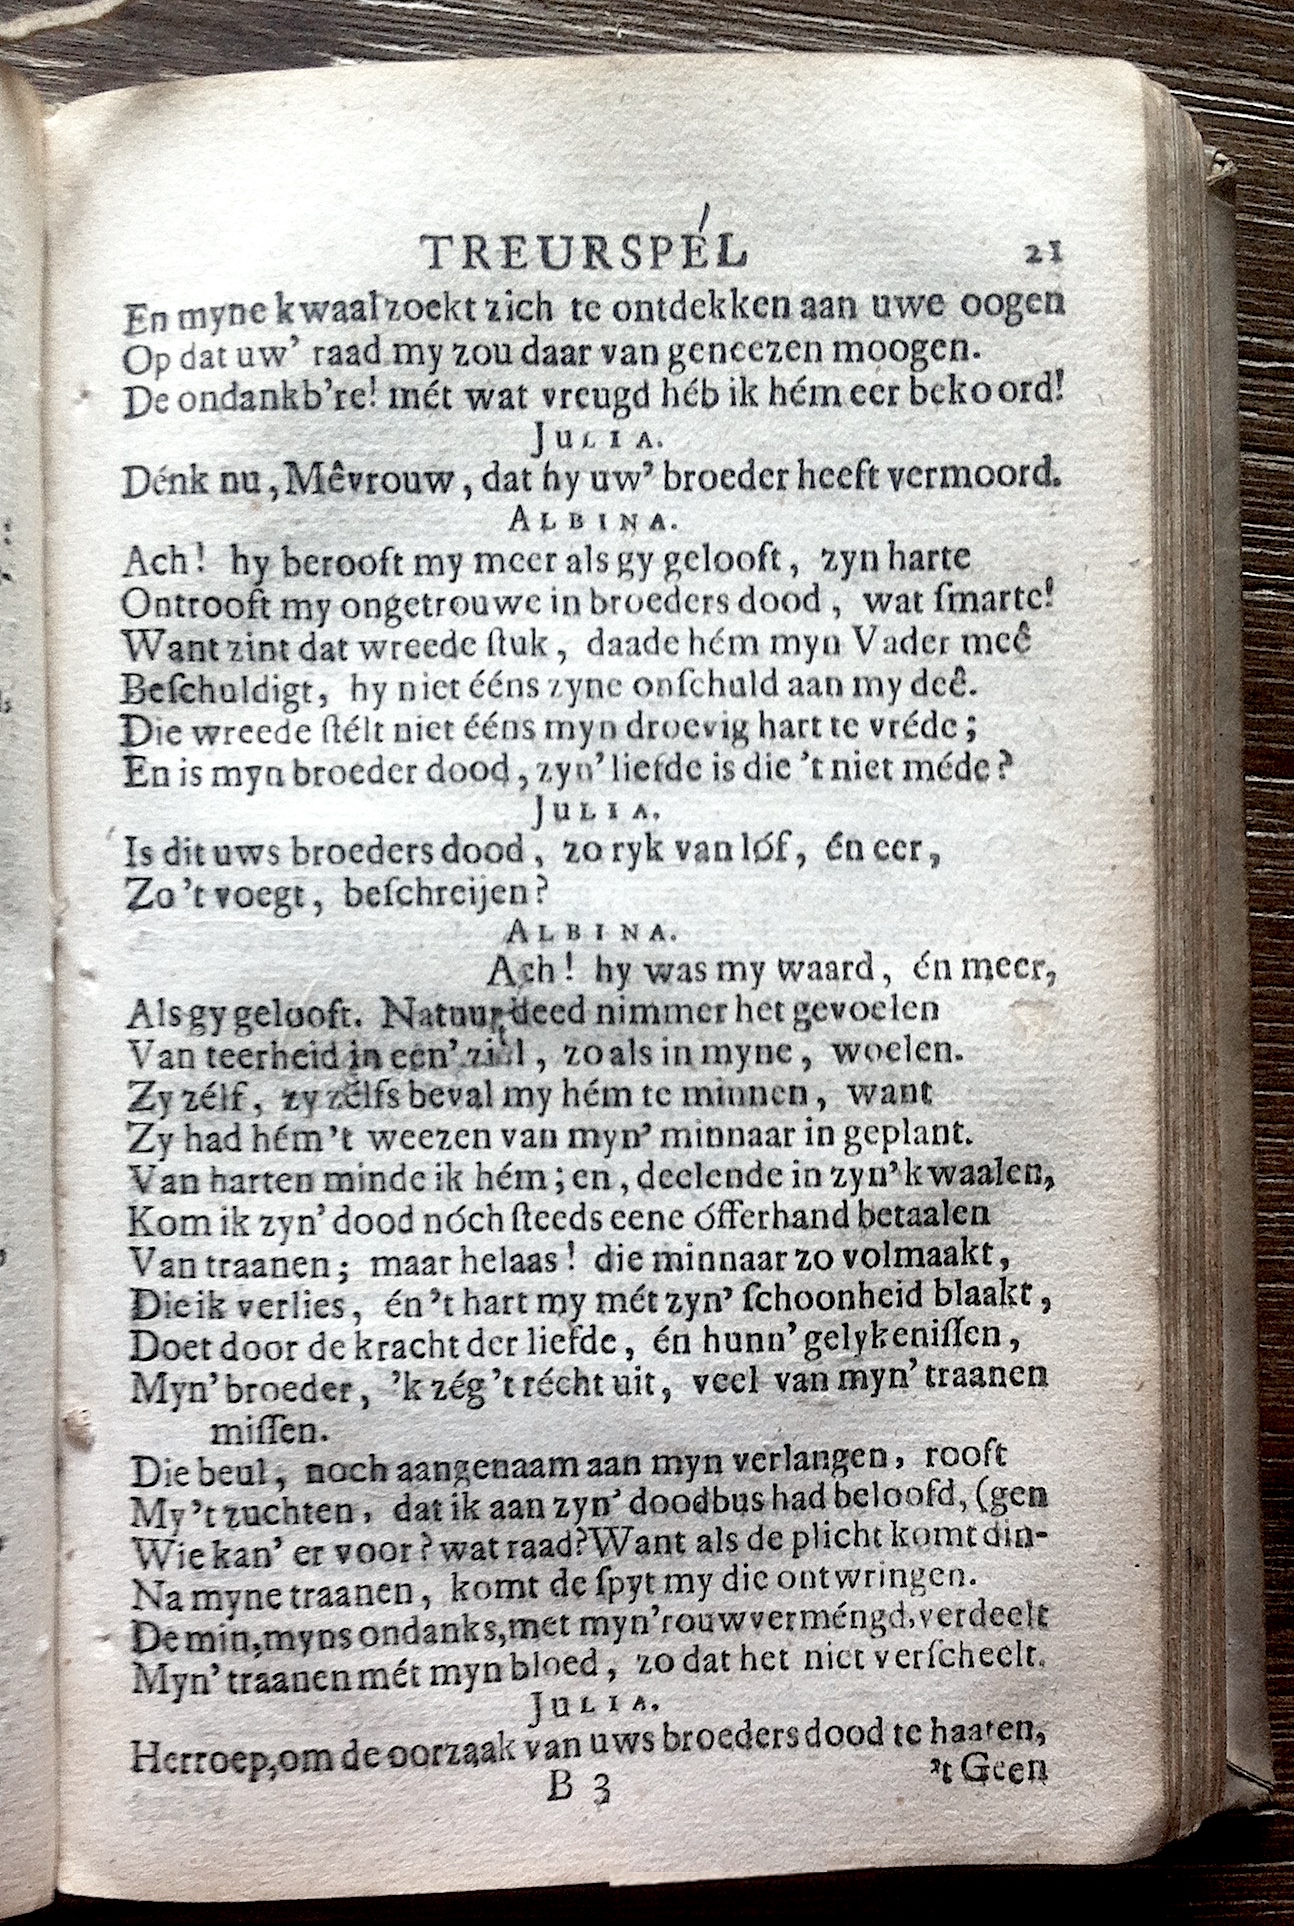 TREURSPÉL 21
En myne kwaal zoekt zich te ontdekken aan uwe oogen
Op dat uw’ raad my zou daar van geneezen moogen.
De ondankb’re! mét wat vreugd héb ik hém eer bekoord!
JULIA.
Dénk nu, Mêvrouw, dat hy uw’ broeder heeft vermoord.
ALBINA.
Ach! hy berooft my meer als gy gelooft, zyn harte
Ontrooft my ongetrouwe in broeders dood, wat ſmarte!
Want zint dat wreede ſtuk, daade hém myn Vader meê
Beſchuldigt, hy niet ééns zyne onſchuld aan my deê.
Die wreede ſtélt niet ééns myn droevig hart te vréde;
En is myn broeder dood, zyn’ liefde is die ’t niet méde?
JULIA.
Is dit uws broeders dood, zo ryk van lóf, én eer,
Zo ’t voegt, beſchreijen?
ALBINA.
Ach! hy was my waard, én meer,
Als gy gelooft. Natuur deed nimmer het gevoelen
Van teerheid in een’ ziel, zo als in myne, woelen.
Zy zélf, zy zélfs beval my hém te minnen, want
Zy had hém ’t weezen van myn’ minnaar in geplant.
Van harten minde ik hém; en, deelende in zyn’ kwaalen,
Kom ik zyn’ dood nóch ſteeds eene ófferhand betaalen
Van traanen; maar helaas! die minnaar zo volmaakt,
Die ik verlies, én ’t hart my mét zyn’ ſchoonheid blaakt,
Doet door de kracht der liefde, én hunn’ gelykeniſſen,
Myn’ broeder, ’k zég ’t récht uit, veel van myn’ traanen
miſſen.
Die beul, noch aangenaam aan myn verlangen, rooft
My ’t zuchten, dat ik aan zyn’ doodbus had beloofd, (gen
Wie kan’ er voor? wat raad? Want als de plicht komt din-
Na myne traanen, komt de ſpyt my die ontwringen.
De min, myns ondanks, met myn’ rouw verméngd, verdeelt
Myn’ traanen mét myn bloed, zo dat het niet verſcheelt.
JULIA.
Herroep, om de oorzaak van uws broeders dood te haaten,
B 3 ’t Geen